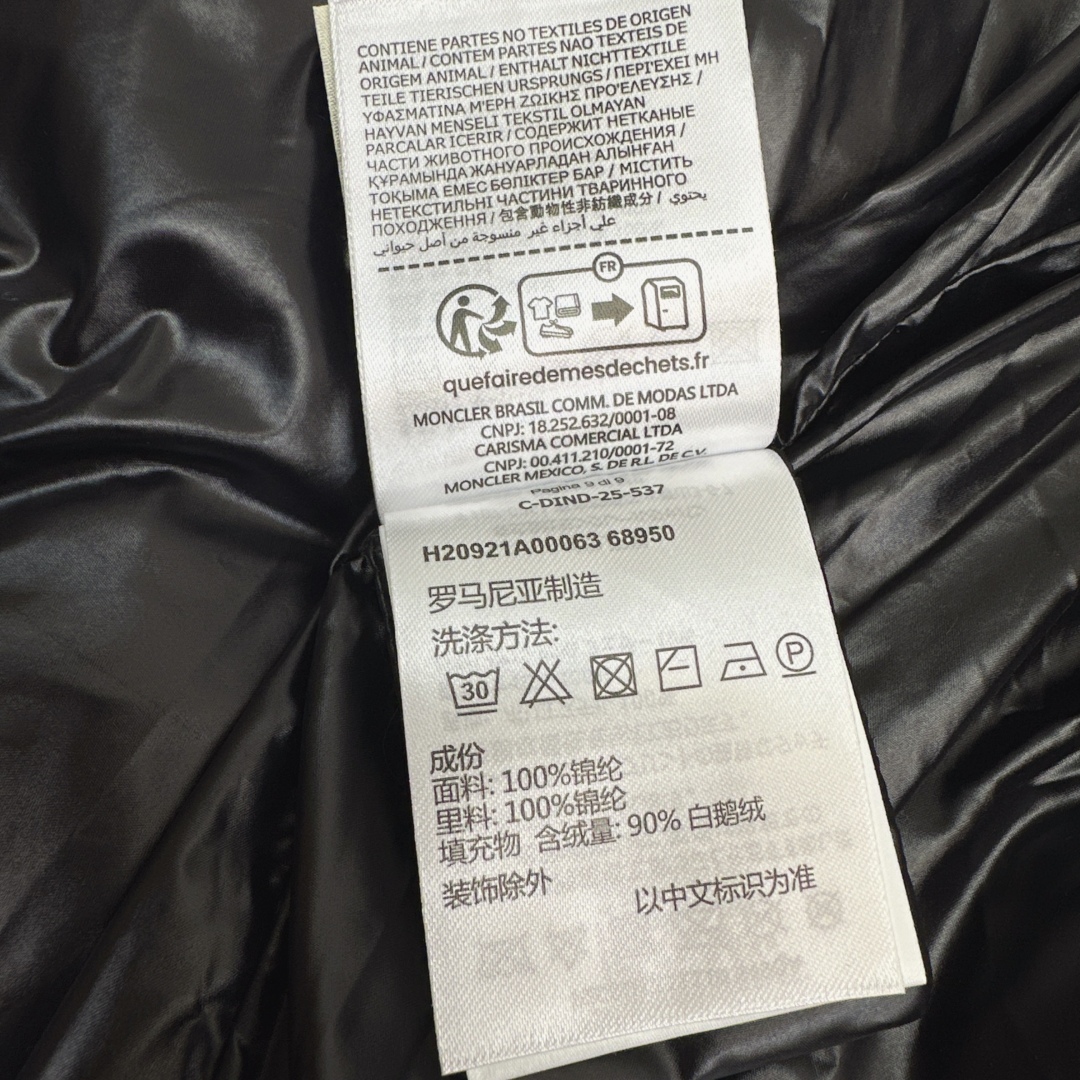 CONTIENE PARTES NO TEXTILES DE ORIGEN
ANIMAL / CONTEM PARTES NAO TEXTEIS DE
ORIGEM ANIMAL / ENTHALT NICHTTEXTILE
TEILE TIERISCHEN URSPRUNGS / ΠΕΡΙ'ΕΧΕΙ ΜΗ
ΥΦΑΣΜΑΤΙΝΑ Μ'ΕΡΗ ΖΩΙΚΗΣ ΠΡΟ'ΕΛΕΥΣΗΣ /
HAYVAN MENSELI TEKSTIL OLMAYAN
PARCALAR ICERIR / СОДЕРЖИТ НЕТКАНЫЕ
ЧАСТИ ЖИВОТНОГО ПРОИСХОЖДЕНИЯ /
ҚҰРАМЫНДА ЖАНУАРЛАДАН АЛЫНҒАН
ТОҚЫМА ЕМЕС БӨЛІКТЕР БАР / МІСТИТЬ
НЕТЕКСТИЛЬНІ ЧАСТИНИ ТВАРИННОГО
ПОХОДЖЕННЯ / 包含動物性非紡織成分 / يحتوي
علي أجزاء غير منسوجة من أصل حيواني
FR
quefairedemesdechets.fr
MONCLER BRASIL COMM. DE MODAS LTDA
CNPJ: 18.252.632/0001-08
CARISMA COMERCIAL LTDA
CNPJ: 00.411.210/0001-72
MONCLER MEXICO, S. DE R.L. DE C.V.
Pagina 9 di 9
C-DIND-25-537
H20921A00063 68950
罗马尼亚制造
洗涤方法:
30
P
成份
面料: 100%锦纶
里料: 100%锦纶
填充物 含绒量: 90% 白鹅绒
装饰除外 以中文标识为准